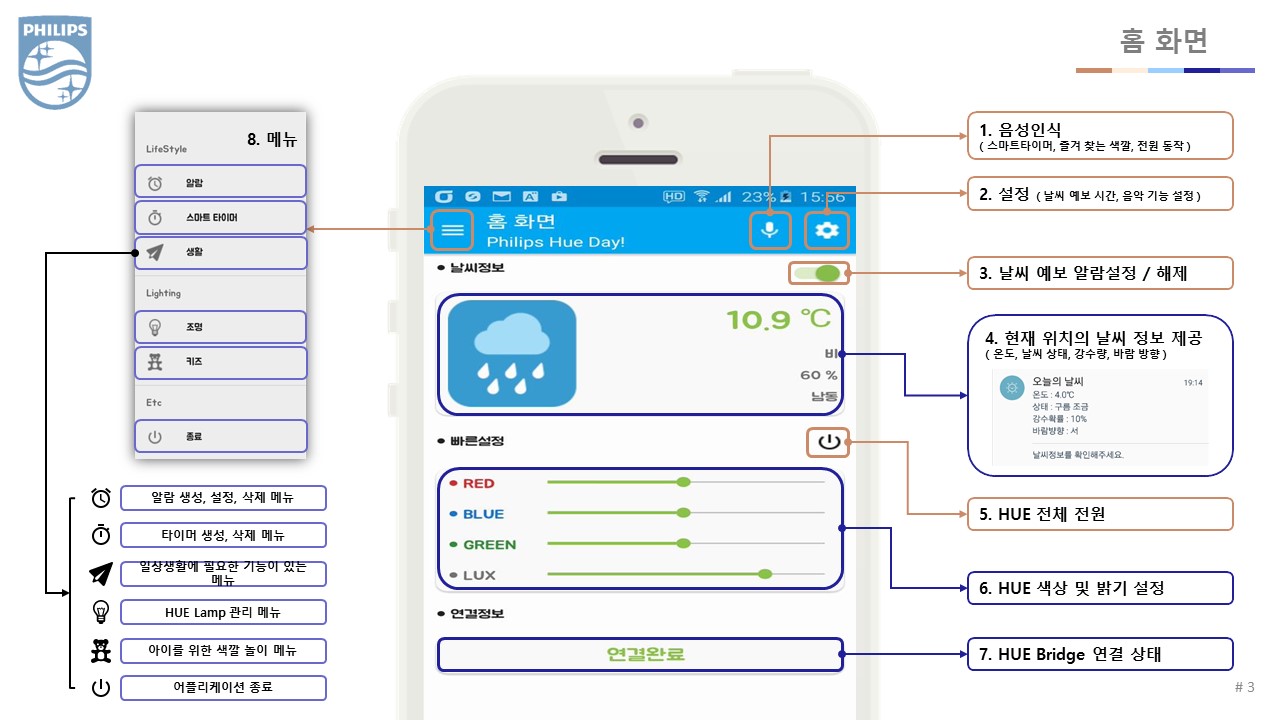 PHILIPS
홈 화면
8. 메뉴
LifeStyle
알람
스마트 타이머
생활
Lighting
조명
키즈
Etc
종료
알람 생성, 설정, 삭제 메뉴
타이머 생성, 삭제 메뉴
일상생활에 필요한 기능이 있는
메뉴
HUE Lamp 관리 메뉴
아이를 위한 색깔 놀이 메뉴
어플리케이션 종료
HD 23% 15:56
홈 화면
Philips Hue Day!
• 날씨정보
10.9 ℃
비
60 %
남동
• 빠른설정
• RED
• BLUE
• GREEN
• LUX
• 연결정보
연결완료
1. 음성인식
( 스마트타이머, 즐겨 찾는 색깔, 전원 동작 )
2. 설정 ( 날씨 예보 시간, 음악 기능 설정 )
3. 날씨 예보 알람설정 / 해제
4. 현재 위치의 날씨 정보 제공
( 온도, 날씨 상태, 강수량, 바람 방향 )
오늘의 날씨 19:14
온도 : 4.0℃
상태 : 구름 조금
강수확률 : 10%
바람방향 : 서
날씨정보를 확인해주세요.
5. HUE 전체 전원
6. HUE 색상 및 밝기 설정
7. HUE Bridge 연결 상태
# 3